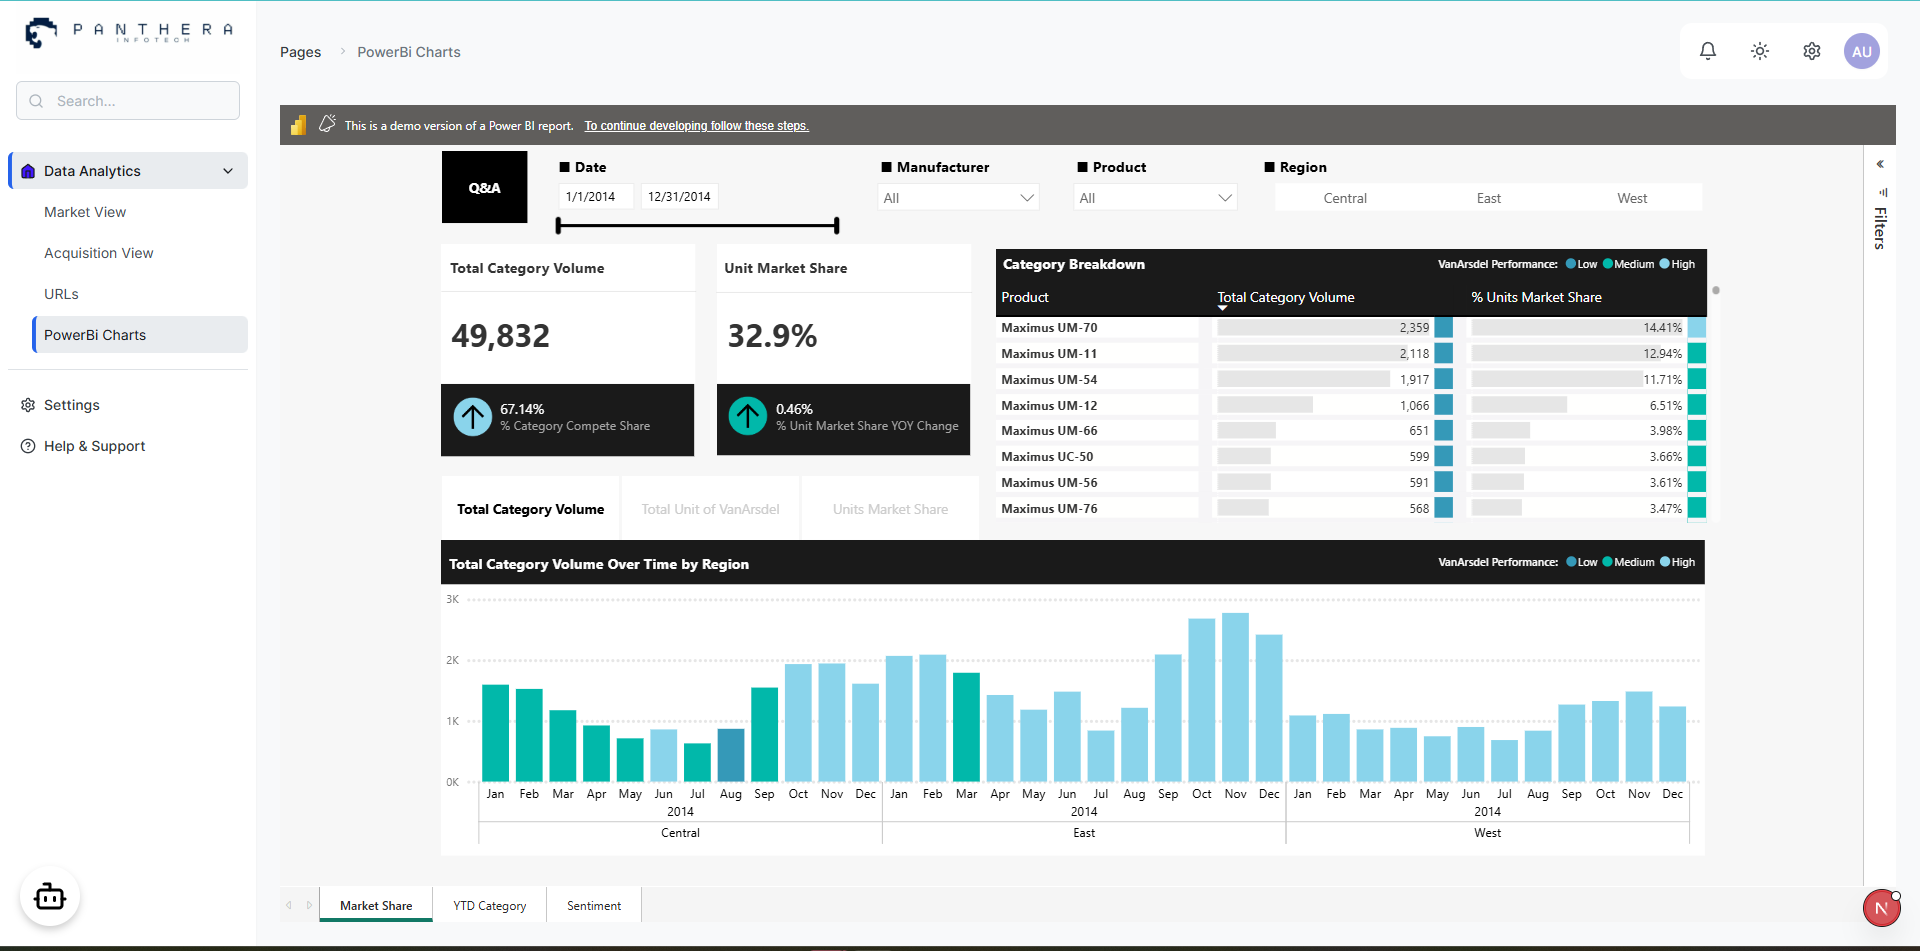 PANTHERA
INFOTECH
Search...
Data Analytics
Market View
Acquisition View
URLs
PowerBi Charts
Settings
Help & Support
Pages > PowerBi Charts
AU
This is a demo version of a Power BI report. To continue developing follow these steps.
Q&A
Date
1/1/2014 12/31/2014
Manufacturer
All
Product
All
Region
Central East West
Filters
Total Category Volume
49,832
67.14%
% Category Compete Share
Unit Market Share
32.9%
0.46%
% Unit Market Share YOY Change
Category Breakdown VanArsdel Performance: Low Medium High
Product Total Category Volume % Units Market Share
Maximus UM-70 2,359 14.41%
Maximus UM-11 2,118 12.94%
Maximus UM-54 1,917 11.71%
Maximus UM-12 1,066 6.51%
Maximus UM-66 651 3.98%
Maximus UC-50 599 3.66%
Maximus UM-56 591 3.61%
Maximus UM-76 568 3.47%
Total Category Volume Total Unit of VanArsdel Units Market Share
Total Category Volume Over Time by Region VanArsdel Performance: Low Medium High
3K
2K
1K
0K
Jan Feb Mar Apr May Jun Jul Aug Sep Oct Nov Dec Jan Feb Mar Apr May Jun Jul Aug Sep Oct Nov Dec Jan Feb Mar Apr May Jun Jul Aug Sep Oct Nov Dec
2014 2014 2014
Central East West
Market Share YTD Category Sentiment
N